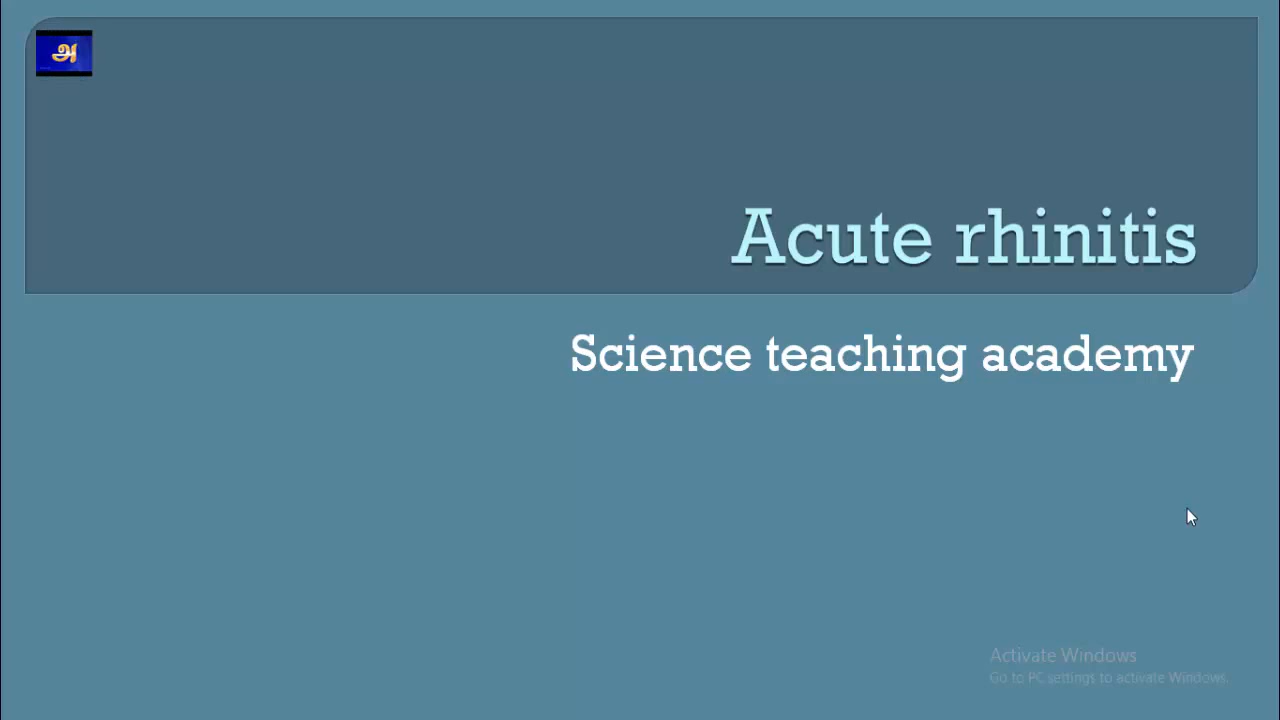 அ
Acute rhinitis
Science teaching academy
Activate Windows
Go to PC settings to activate Windows.